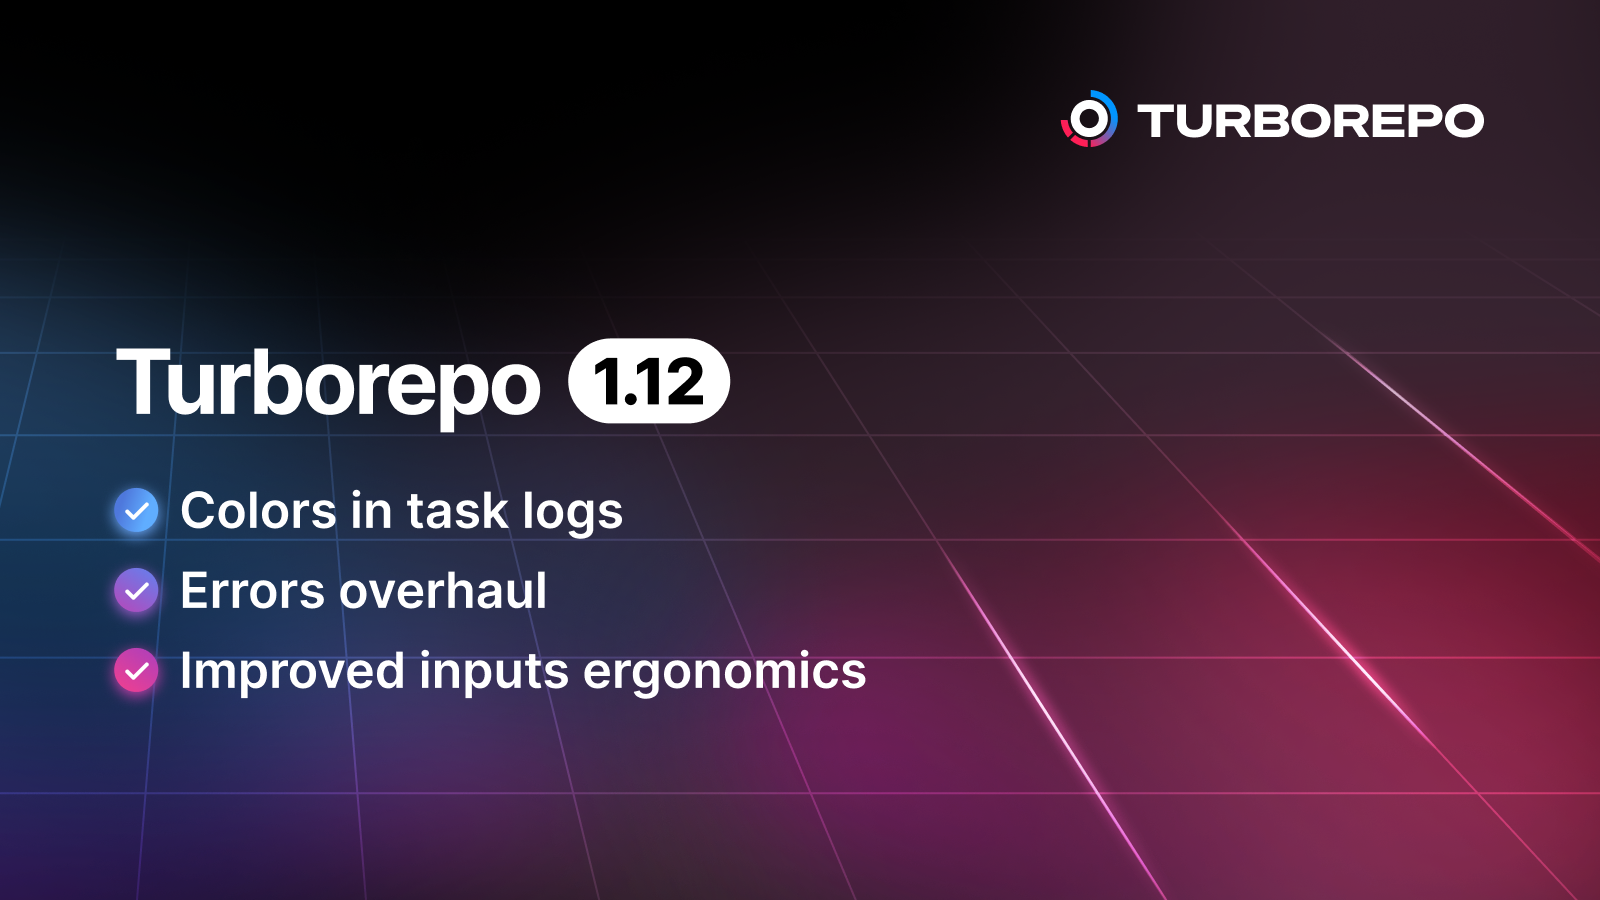 TURBOREPO
Turborepo 1.12
Colors in task logs
Errors overhaul
Improved inputs ergonomics